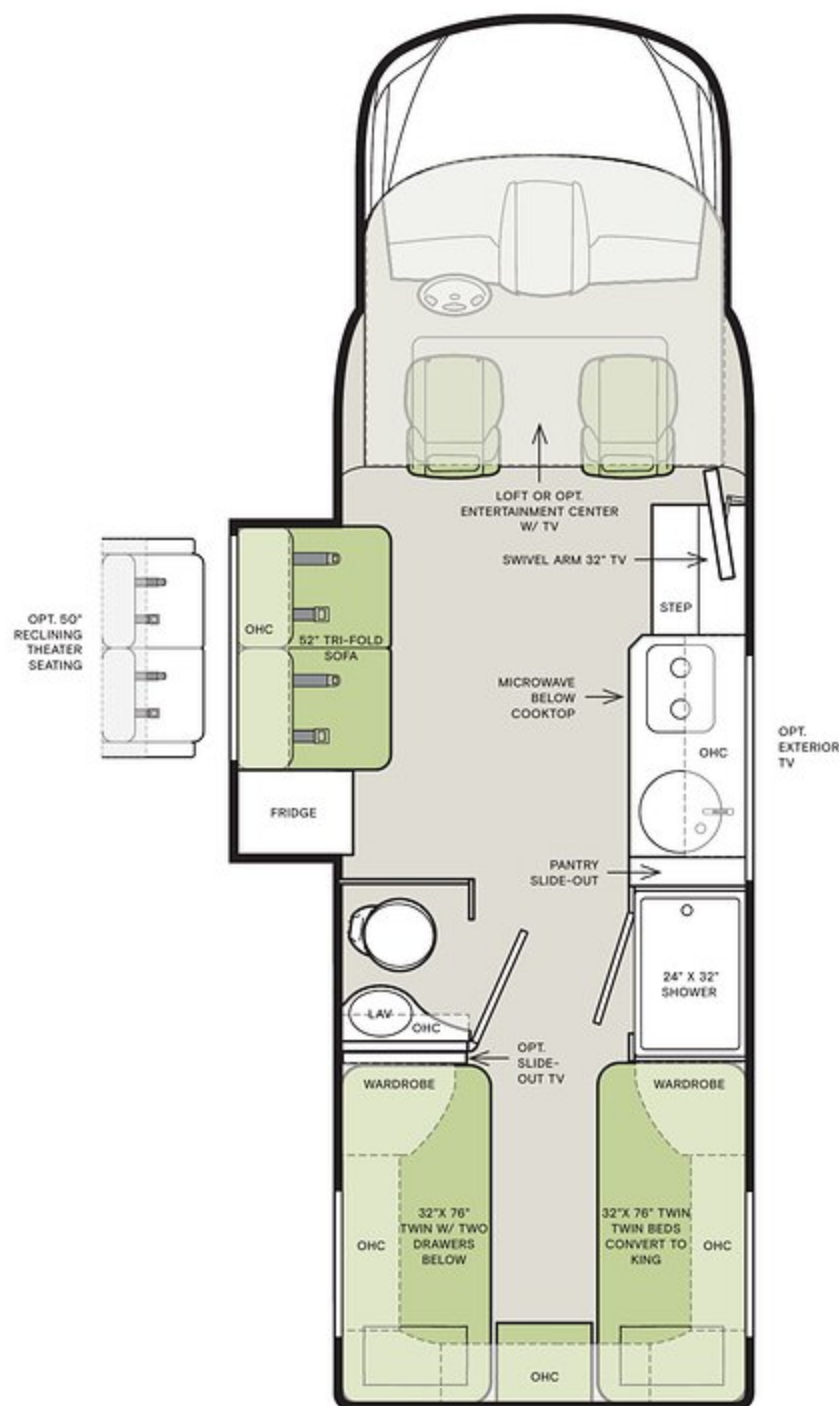 LOFT OR OPT.
ENTERTAINMENT CENTER
W/ TV
SWIVEL ARM 32" TV
STEP
OPT. 50"
RECLINING
THEATER
SEATING
OHC
52" TRI-FOLD
SOFA
MICROWAVE
BELOW
COOKTOP
OHC
OPT.
EXTERIOR
TV
FRIDGE
PANTRY
SLIDE-OUT
24" X 32"
SHOWER
LAV
OHC
OPT.
SLIDE-
OUT TV
WARDROBE
WARDROBE
32"X 76"
TWIN W/ TWO
DRAWERS
BELOW
OHC
32"X 76" TWIN
TWIN BEDS
CONVERT TO
KING
OHC
OHC